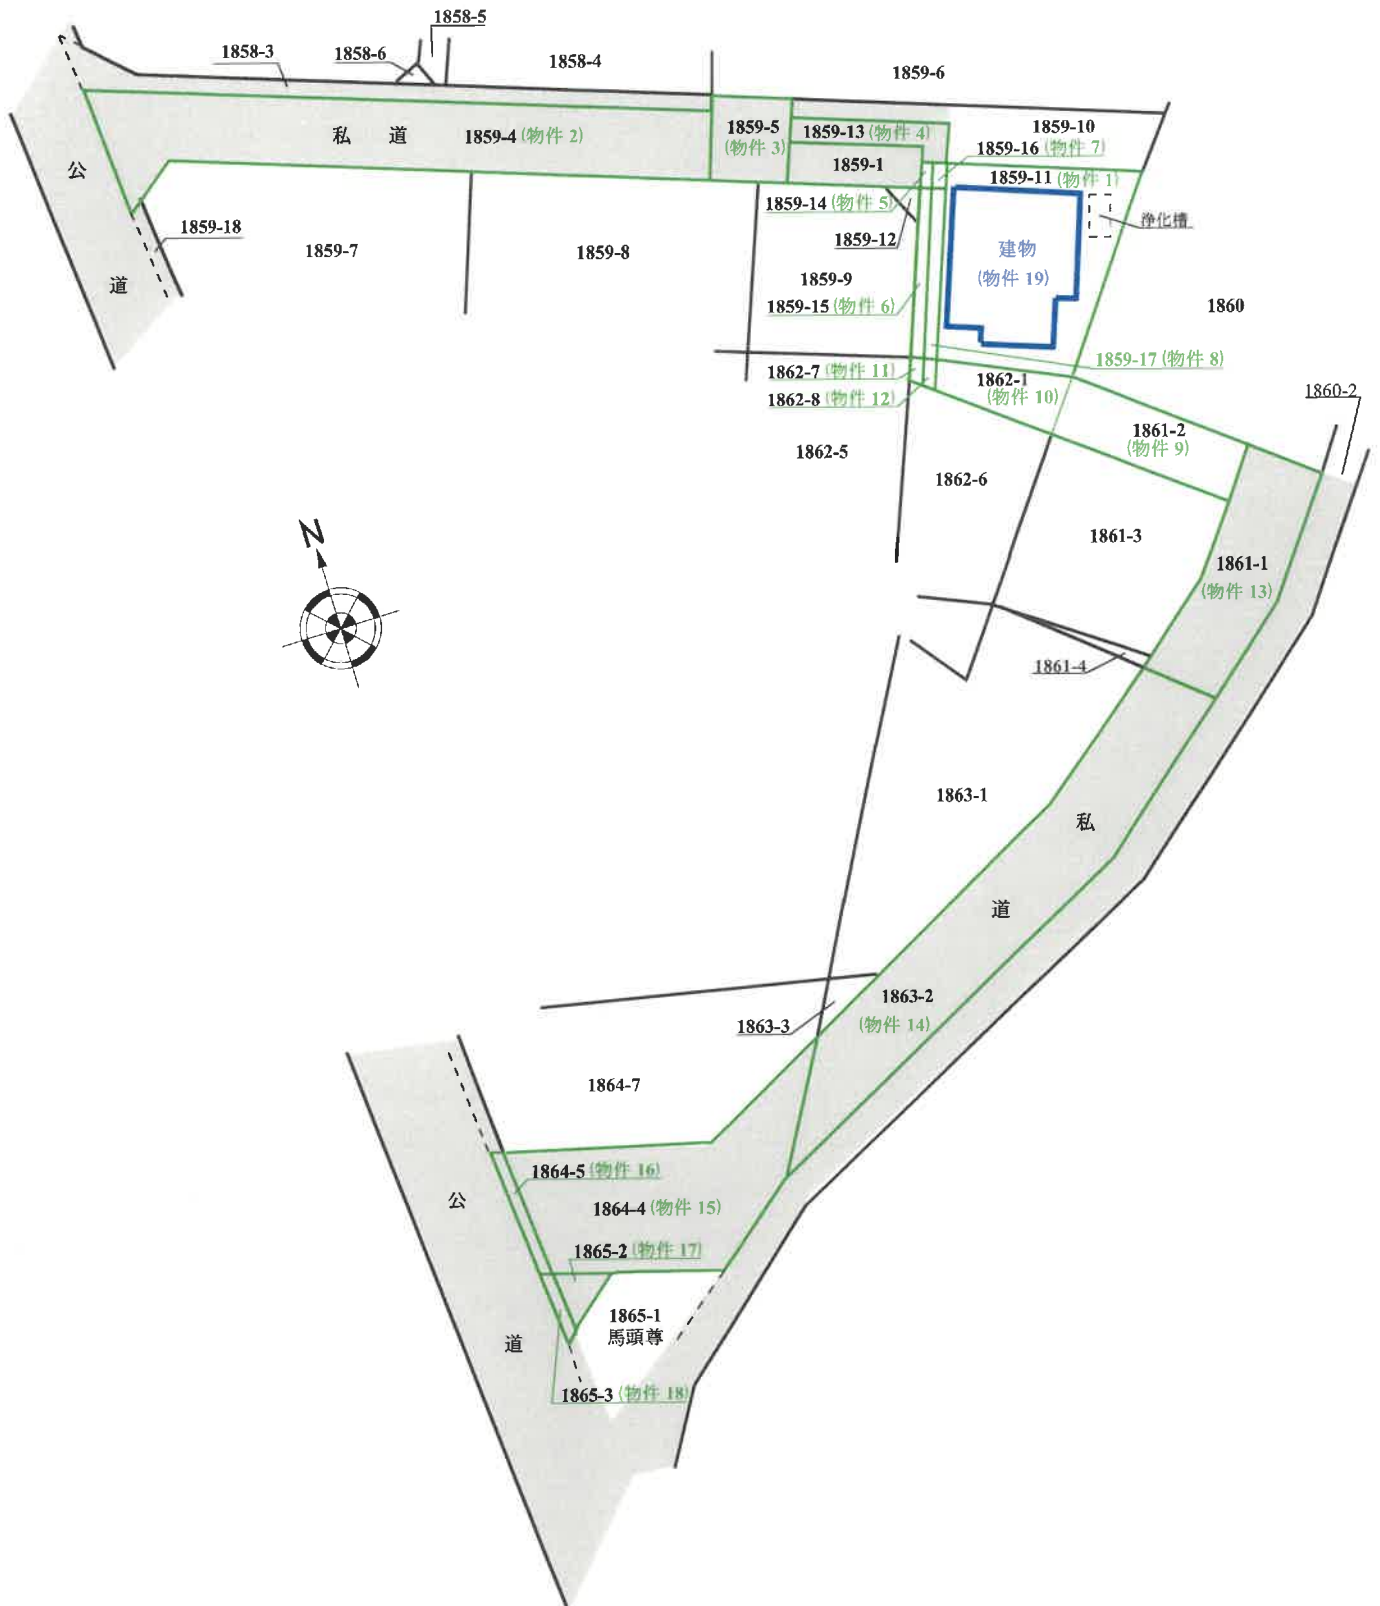 1858-5
1858-3
1858-6
1858-4
1859-6
私 道 1859-4 (物件 2)
1859-5
(物件 3)
1859-13 (物件 4)
1859-10
1859-16 (物件 7)
1859-1
1859-11 (物件 1)
公
道
1859-18
1859-7
1859-8
1859-14 (物件 5)
1859-12
浄化槽
建物
(物件 19)
1859-9
1859-15 (物件 6)
1860
1859-17 (物件 8)
1862-7 (物件 11)
1862-8 (物件 12)
1862-1
(物件 10)
1860-2
1861-2
(物件 9)
1862-5
1862-6
1861-3
1861-1
(物件 13)
N
1861-4
1863-1
私
道
1863-2
(物件 14)
1863-3
1864-7
1864-5 (物件 16)
1864-4 (物件 15)
公
道
1865-2 (物件 17)
1865-1
馬頭尊
1865-3 (物件 18)